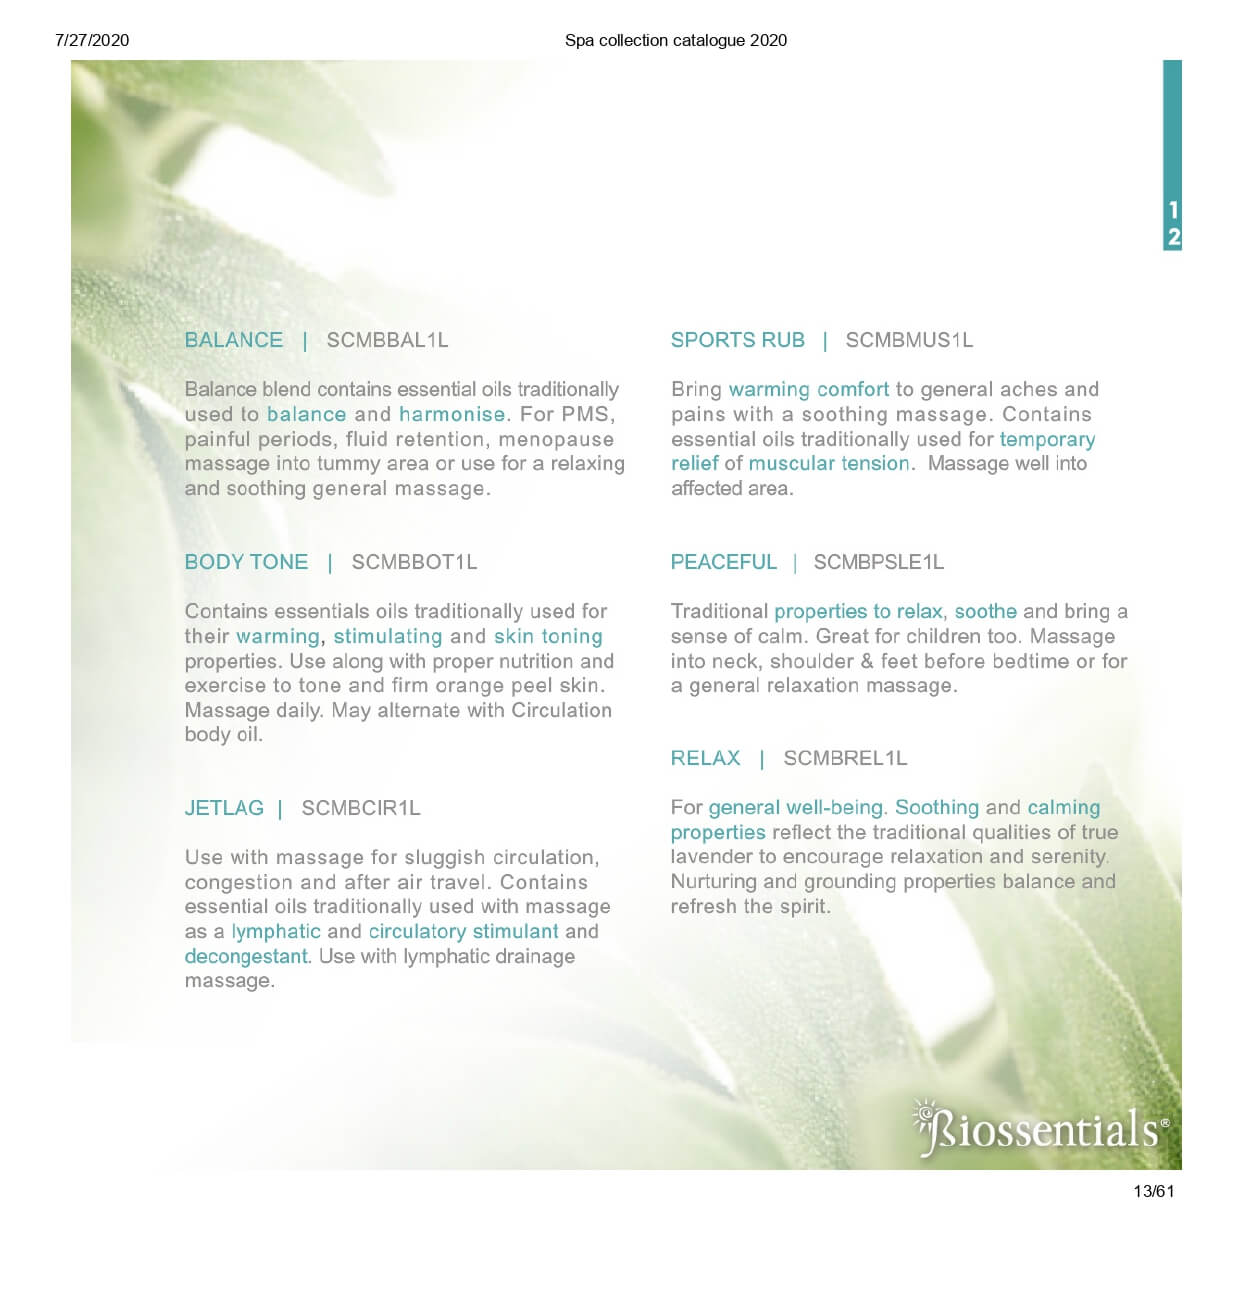 7/27/2020
Spa collection catalogue 2020
1
2
BALANCE | SCMBBAL1L
Balance blend contains essential oils traditionally
used to balance and harmonise. For PMS,
painful periods, fluid retention, menopause
massage into tummy area or use for a relaxing
and soothing general massage.
BODY TONE | SCMBBOT1L
Contains essentials oils traditionally used for
their warming, stimulating and skin toning
properties. Use along with proper nutrition and
exercise to tone and firm orange peel skin.
Massage daily. May alternate with Circulation
body oil.
JETLAG | SCMBCIR1L
Use with massage for sluggish circulation,
congestion and after air travel. Contains
essential oils traditionally used with massage
as a lymphatic and circulatory stimulant and
decongestant. Use with lymphatic drainage
massage.
SPORTS RUB | SCMBMUS1L
Bring warming comfort to general aches and
pains with a soothing massage. Contains
essential oils traditionally used for temporary
relief of muscular tension. Massage well into
affected area.
PEACEFUL | SCMBPSLE1L
Traditional properties to relax, soothe and bring a
sense of calm. Great for children too. Massage
into neck, shoulder & feet before bedtime or for
a general relaxation massage.
RELAX | SCMBREL1L
For general well-being. Soothing and calming
properties reflect the traditional qualities of true
lavender to encourage relaxation and serenity.
Nurturing and grounding properties balance and
refresh the spirit.
Biossentials®
13/61